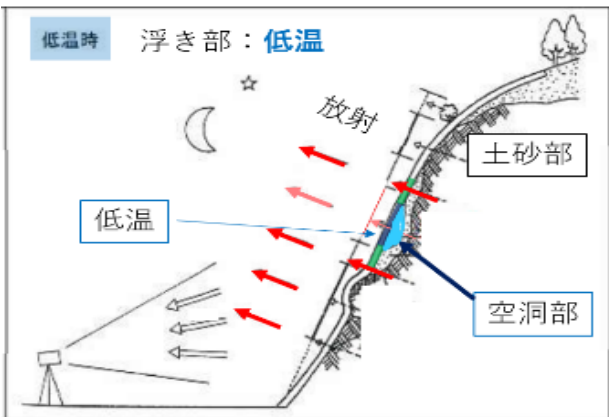 低温時 浮き部：低温
放射
土砂部
低温
空洞部